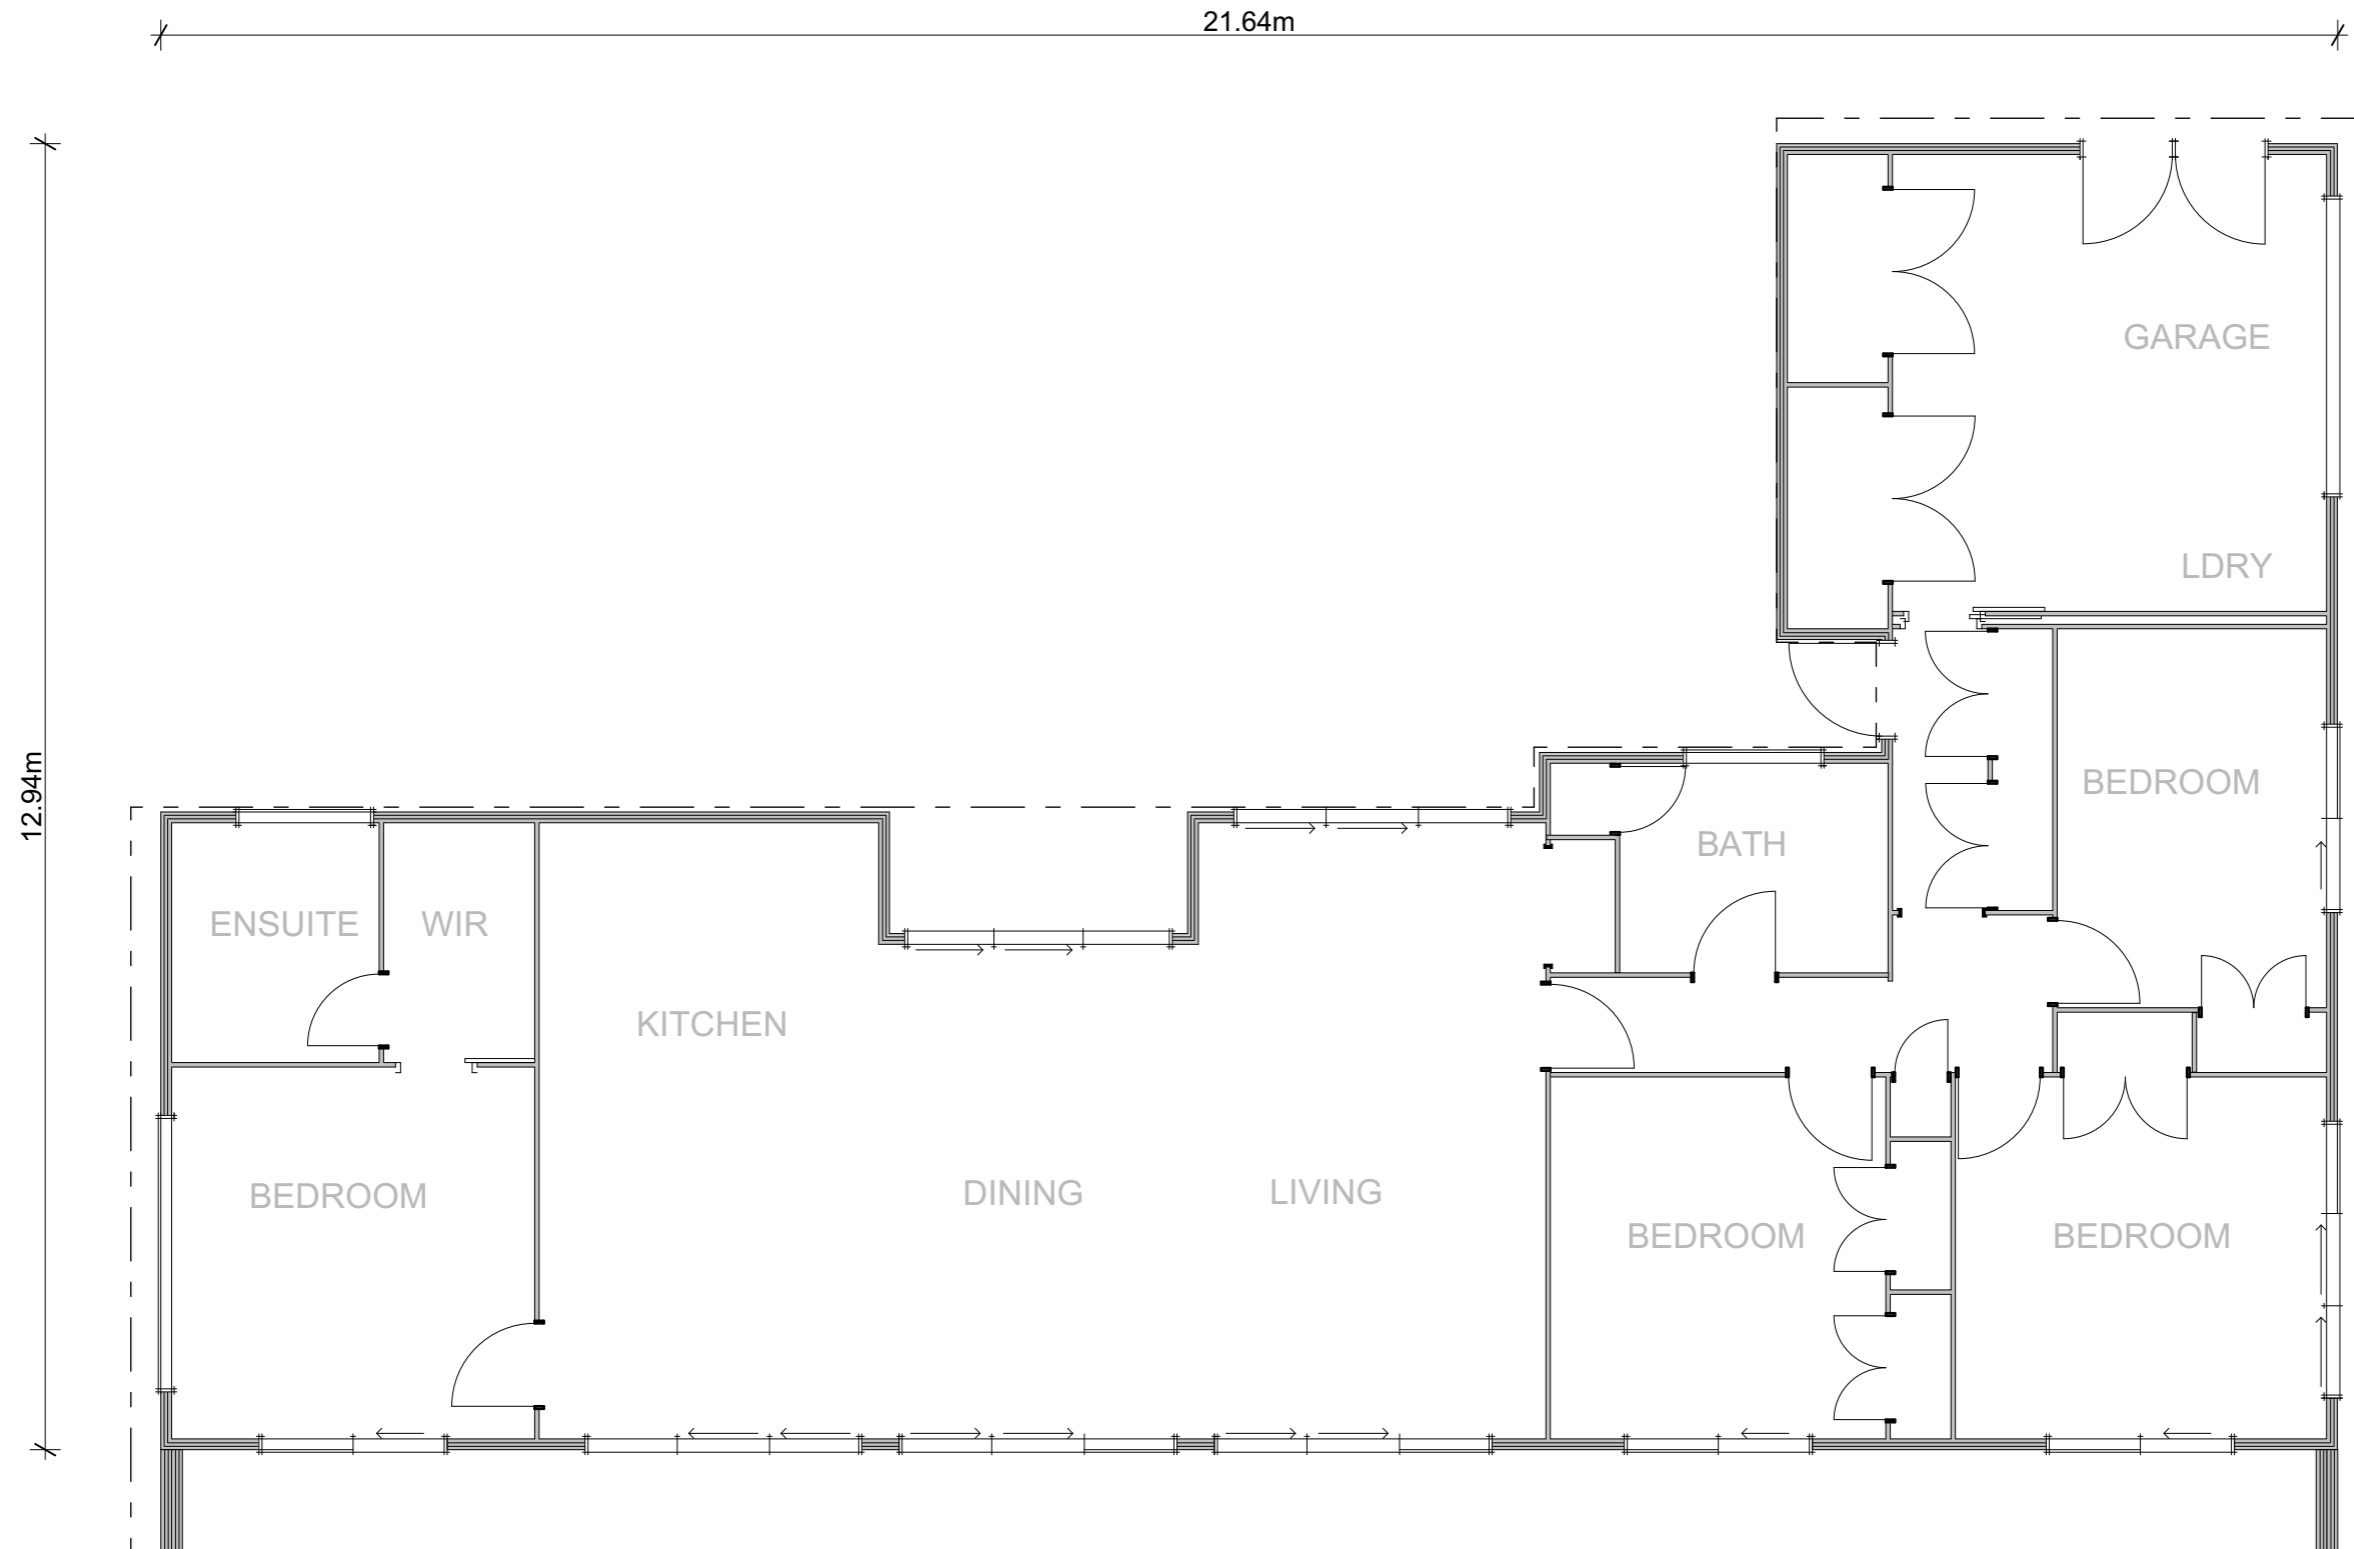 21.64m
12.94m
GARAGE
LDRY
BEDROOM
BATH
ENSUITE
WIR
KITCHEN
BEDROOM
DINING
LIVING
BEDROOM
BEDROOM